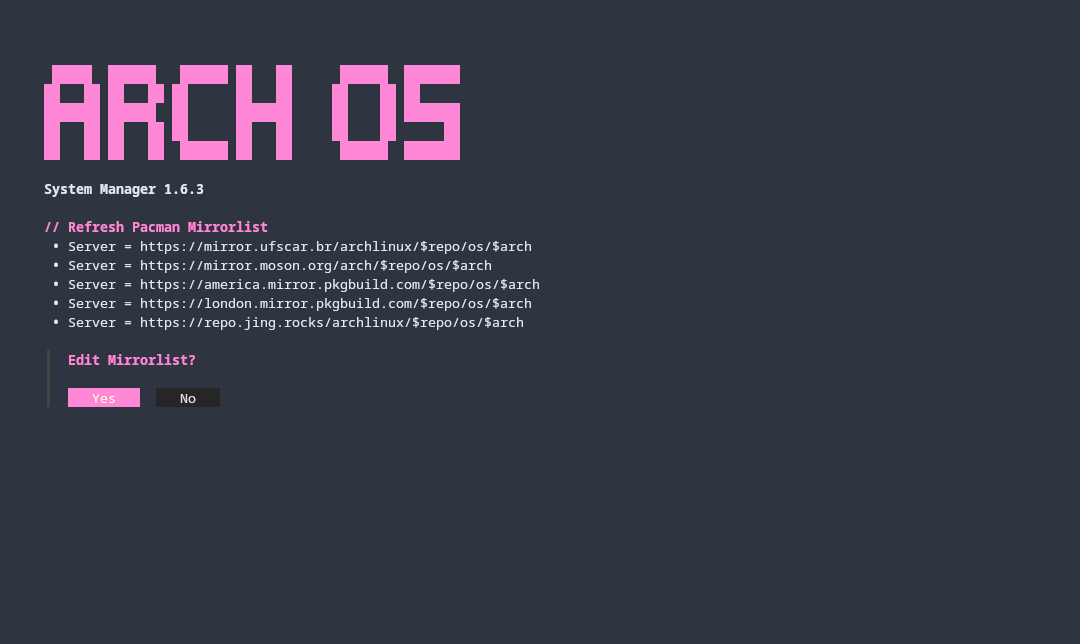 ARCH OS
System Manager 1.6.3
// Refresh Pacman Mirrorlist
• Server = https://mirror.ufscar.br/archlinux/$repo/os/$arch
• Server = https://mirror.moson.org/arch/$repo/os/$arch
• Server = https://america.mirror.pkgbuild.com/$repo/os/$arch
• Server = https://london.mirror.pkgbuild.com/$repo/os/$arch
• Server = https://repo.jing.rocks/archlinux/$repo/os/$arch
Edit Mirrorlist?
Yes No